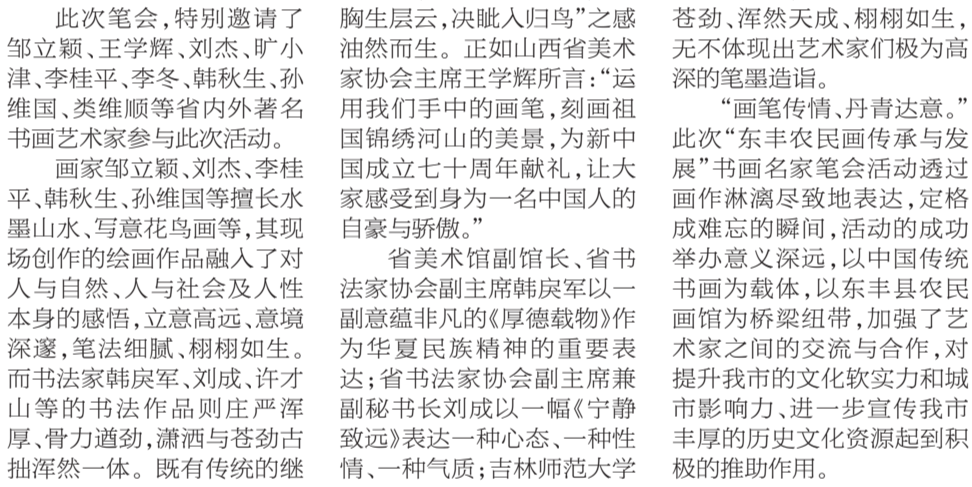 此次笔会,特别邀请了
邹立颖、王学辉、刘杰、旷小
津、李桂平、李冬、韩秋生、孙
维国、类维顺等省内外著名
书画艺术家参与此次活动。
画家邹立颖、刘杰、李桂
平、韩秋生、孙维国等擅长水
墨山水、写意花鸟画等,其现
场创作的绘画作品融入了对
人与自然、人与社会及人性
本身的感悟,立意高远、意境
深邃,笔法细腻、栩栩如生。
而书法家韩戾军、刘成、许才
山等的书法作品则庄严浑
厚、骨力遒劲,潇洒与苍劲古
拙浑然一体。既有传统的继
胸生层云,决眦入归鸟”之感
油然而生。正如山西省美术
家协会主席王学辉所言:“运
用我们手中的画笔,刻画祖
国锦绣河山的美景,为新中
国成立七十周年献礼,让大
家感受到身为一名中国人的
自豪与骄傲。”
省美术馆副馆长、省书
法家协会副主席韩戾军以一
副意蕴非凡的《厚德载物》作
为华夏民族精神的重要表
达;省书法家协会副主席兼
副秘书长刘成以一幅《宁静
致远》表达一种心态、一种性
情、一种气质;吉林师范大学
苍劲、浑然天成、栩栩如生,
无不体现出艺术家们极为高
深的笔墨造诣。
“画笔传情、丹青达意。”
此次“东丰农民画传承与发
展”书画名家笔会活动透过
画作淋漓尽致地表达,定格
成难忘的瞬间,活动的成功
举办意义深远,以中国传统
书画为载体,以东丰县农民
画馆为桥梁纽带,加强了艺
术家之间的交流与合作,对
提升我市的文化软实力和城
市影响力、进一步宣传我市
丰厚的历史文化资源起到积
极的推助作用。